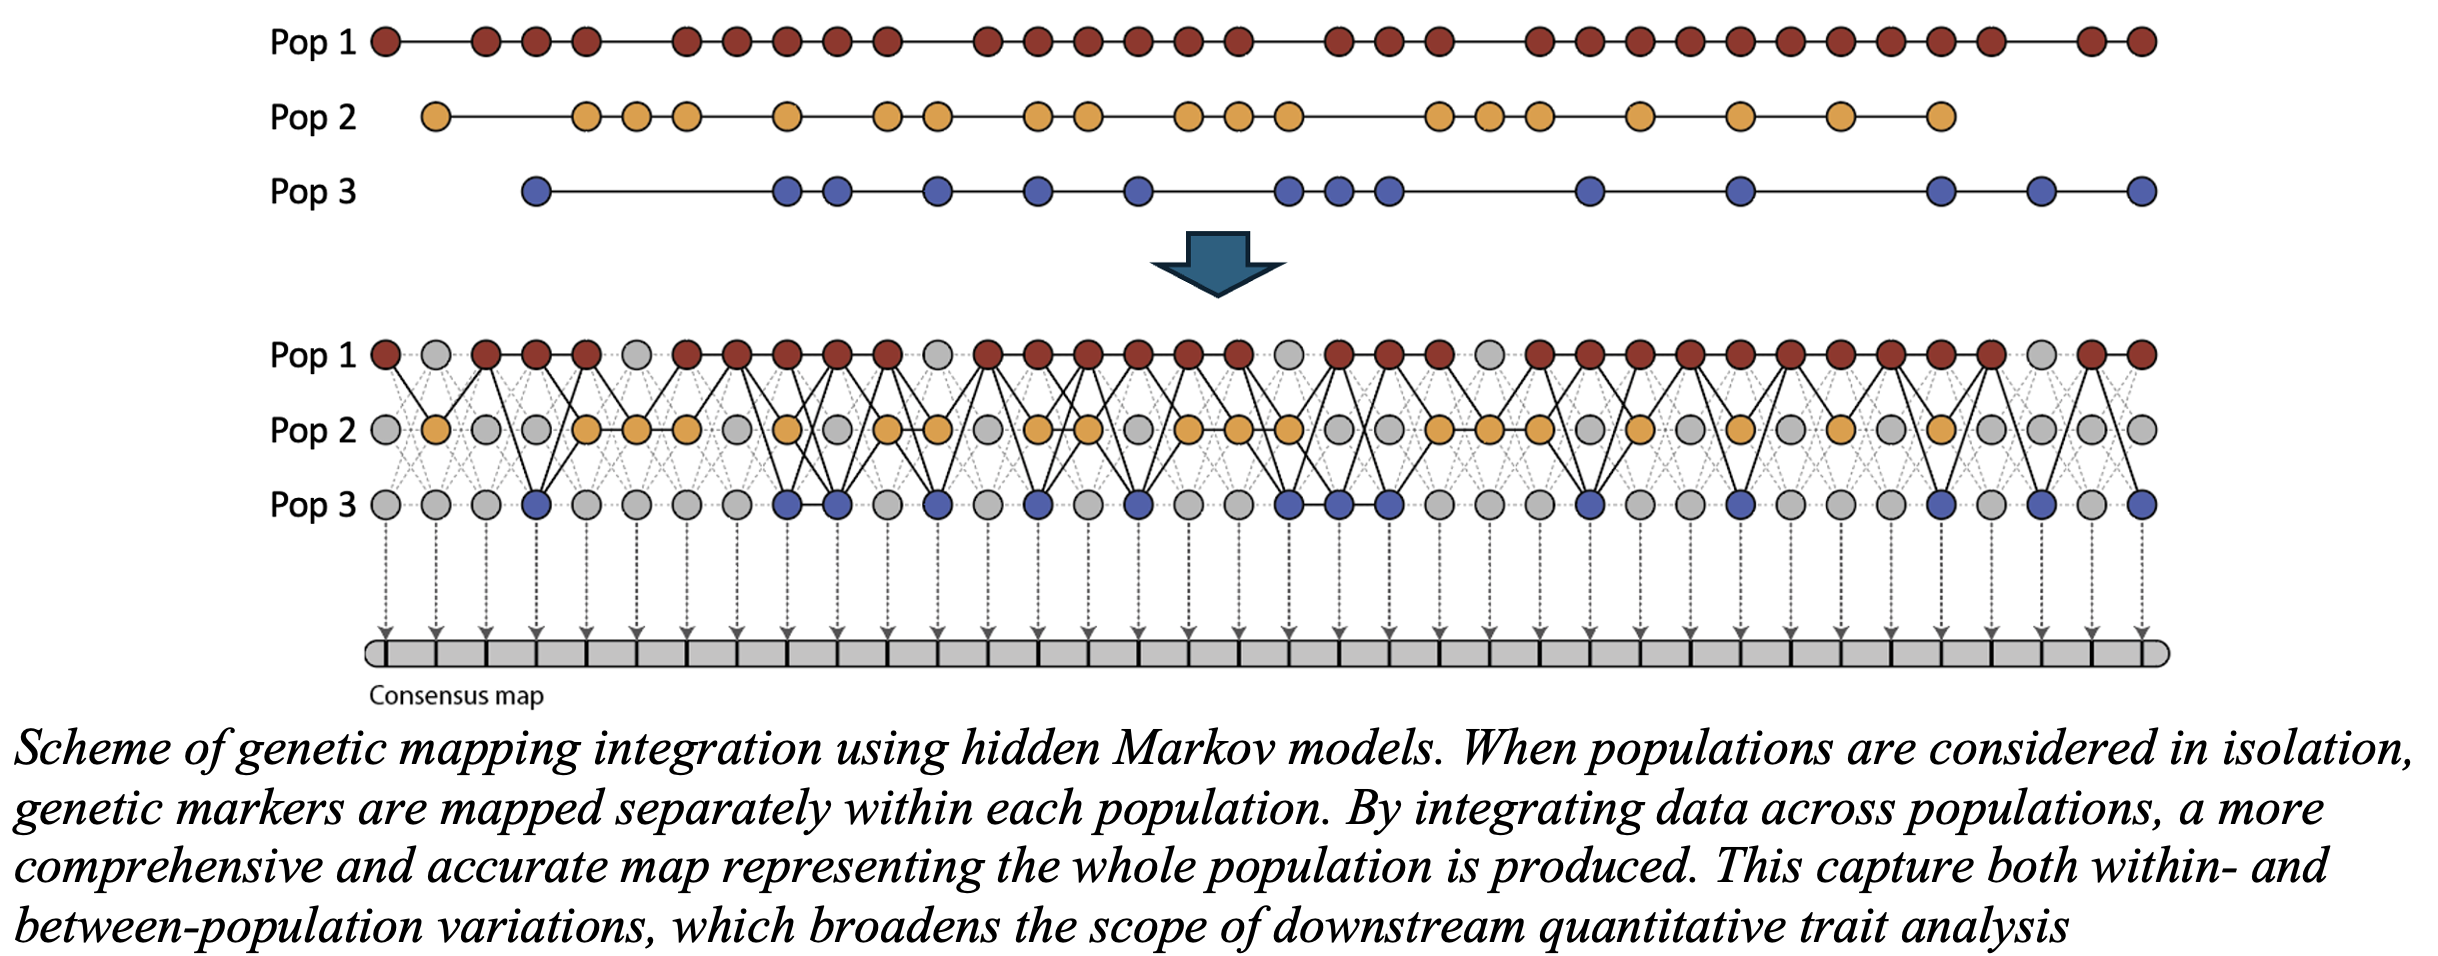 Pop 1
Pop 2
Pop 3
Pop 1
Pop 2
Pop 3
Consensus map
Scheme of genetic mapping integration using hidden Markov models. When populations are considered in isolation,
genetic markers are mapped separately within each population. By integrating data across populations, a more
comprehensive and accurate map representing the whole population is produced. This capture both within- and
between-population variations, which broadens the scope of downstream quantitative trait analysis